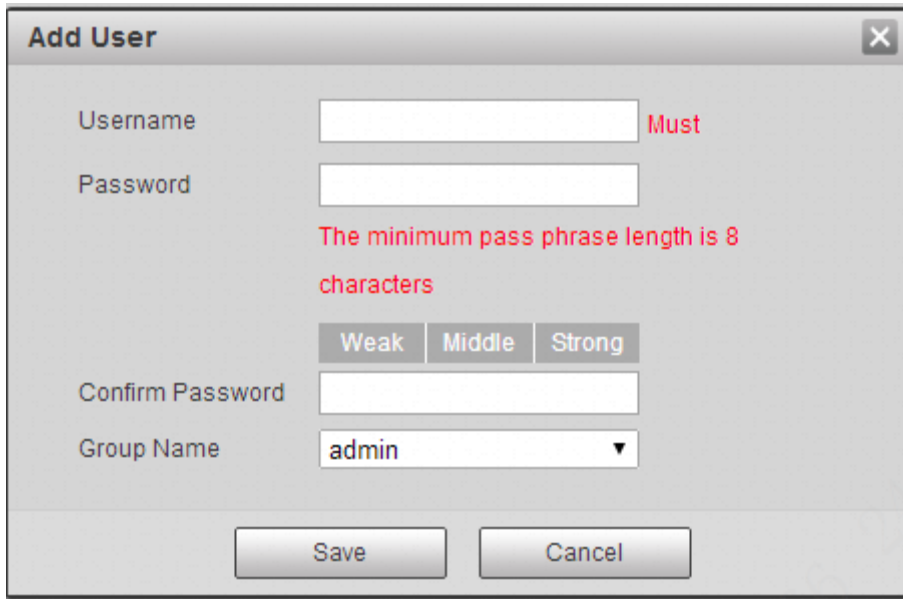 Add User
Username
Must
Password
The minimum pass phrase length is 8
characters
Weak Middle Strong
Confirm Password
Group Name
admin
Save
Cancel